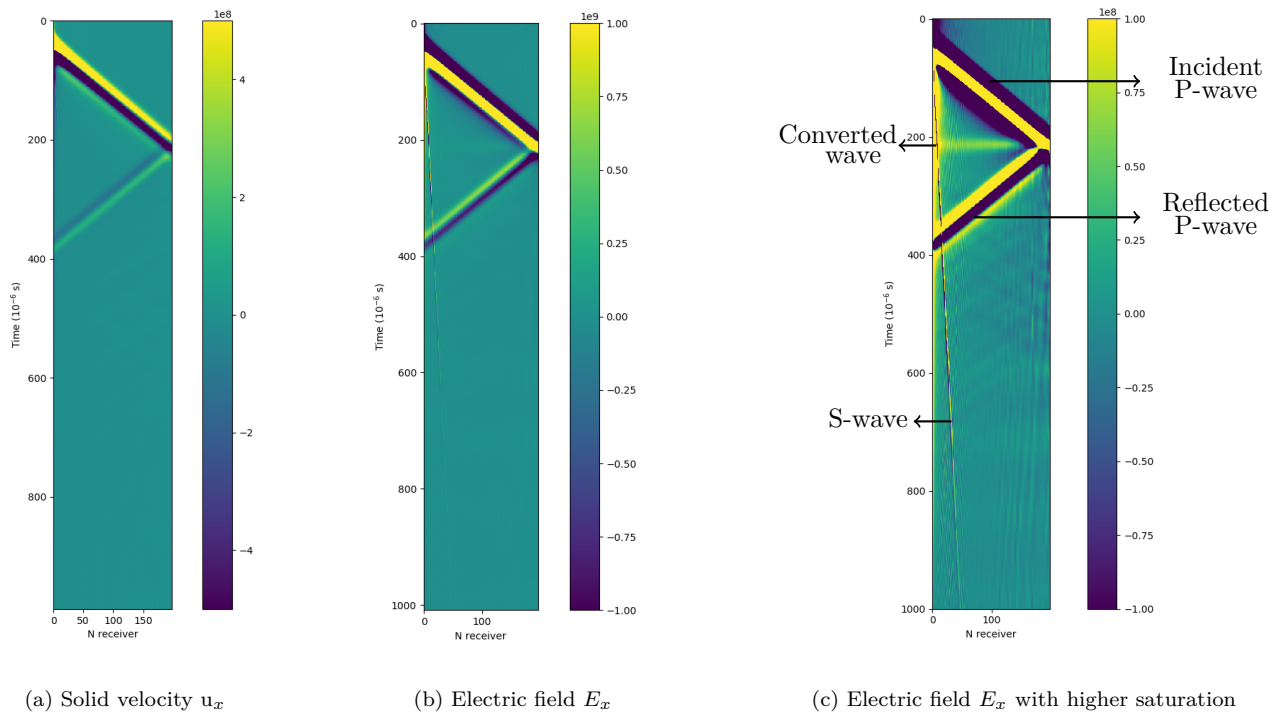 1e8
0
200
400
600
800
4
2
0
−2
−4
Time (10⁻⁶ s)
0 50 100 150
N receiver
(a) Solid velocity uₓ
1e9
0
200
400
600
800
1000
1.00
0.75
0.50
0.25
0.00
−0.25
−0.50
−0.75
−1.00
Time (10⁻⁶ s)
0 100
N receiver
(b) Electric field Eₓ
1e8
0
200
400
600
800
1000
1.00
0.75
0.50
0.25
0.00
−0.25
−0.50
−0.75
−1.00
Time (10⁻⁶ s)
0 100
N receiver
Incident
P-wave
Converted
wave
Reflected
P-wave
S-wave
(c) Electric field Eₓ with higher saturation